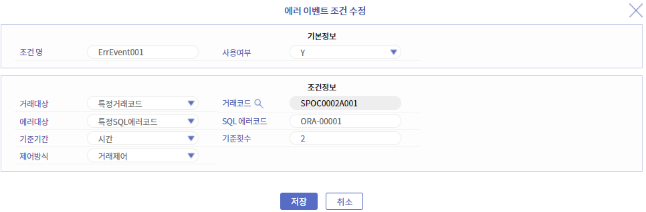 에러 이벤트 조건 수정
기본정보
조건 명 ErrEvent001 사용여부 Y
조건정보
거래대상 특정거래코드 거래코드 SPOC0002A001
에러대상 특정SQL에러코드 SQL 에러코드 ORA-00001
기준기간 시간 기준횟수 2
제어방식 거래제어
저장 취소